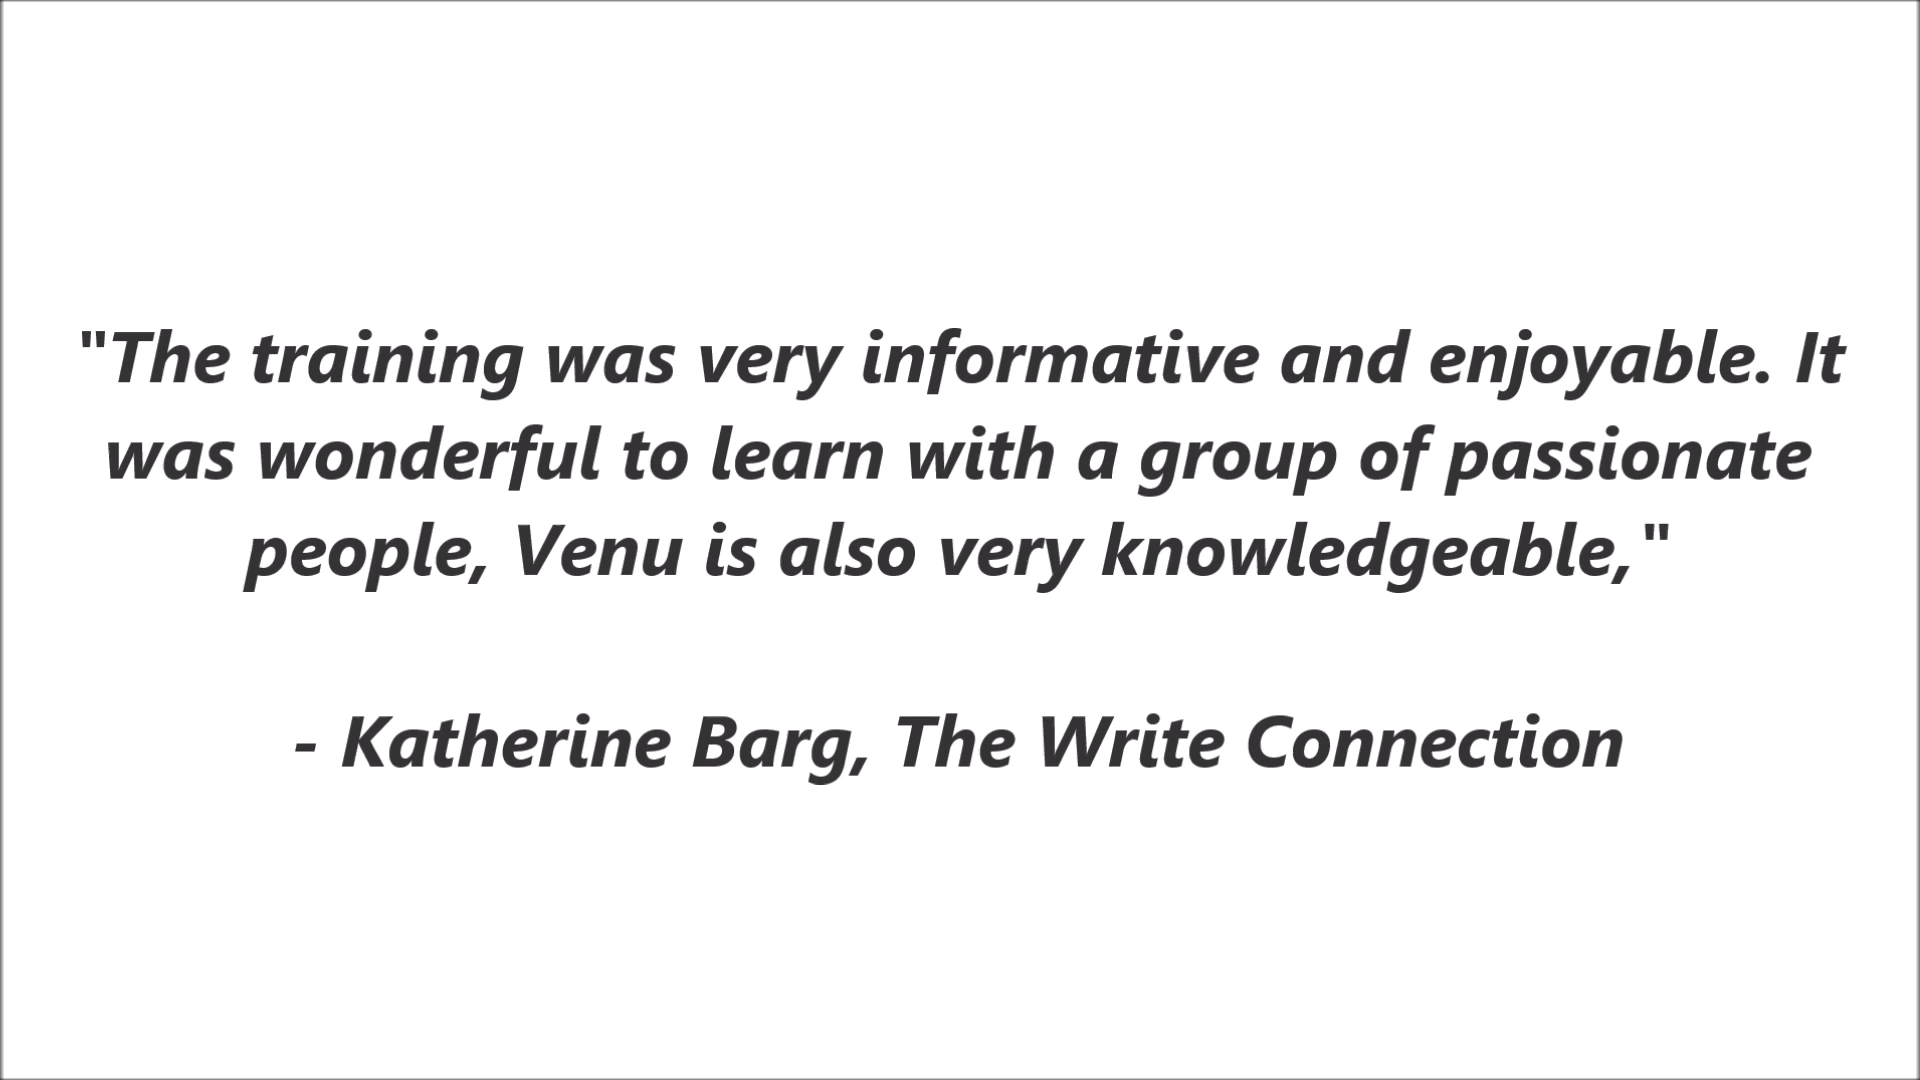 "The training was very informative and enjoyable. It
was wonderful to learn with a group of passionate
people, Venu is also very knowledgeable,"
- Katherine Barg, The Write Connection